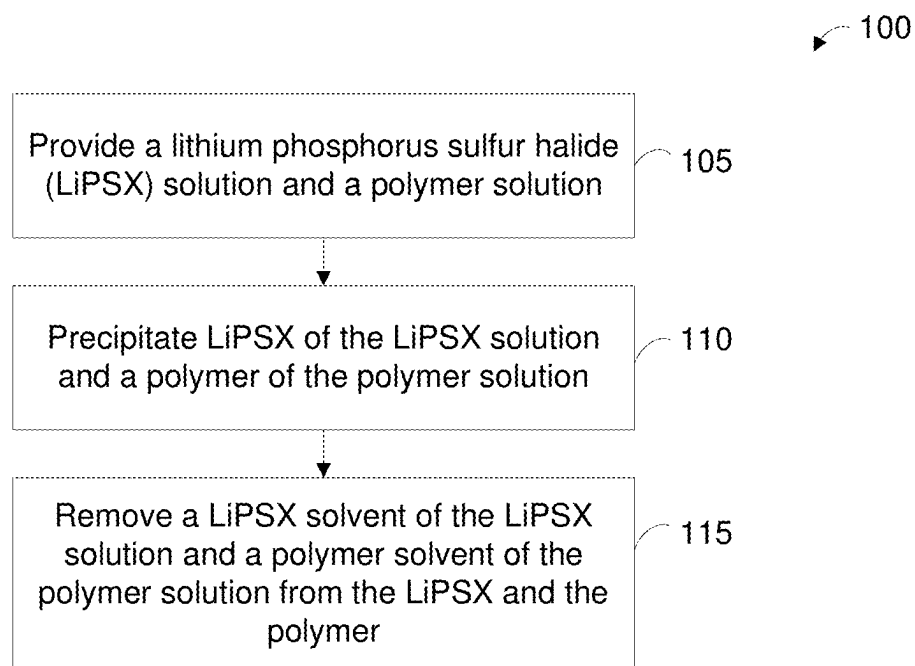 100
Provide a lithium phosphorus sulfur halide
(LiPSX) solution and a polymer solution
105
Precipitate LiPSX of the LiPSX solution
and a polymer of the polymer solution
110
Remove a LiPSX solvent of the LiPSX
solution and a polymer solvent of the
polymer solution from the LiPSX and the
polymer
115